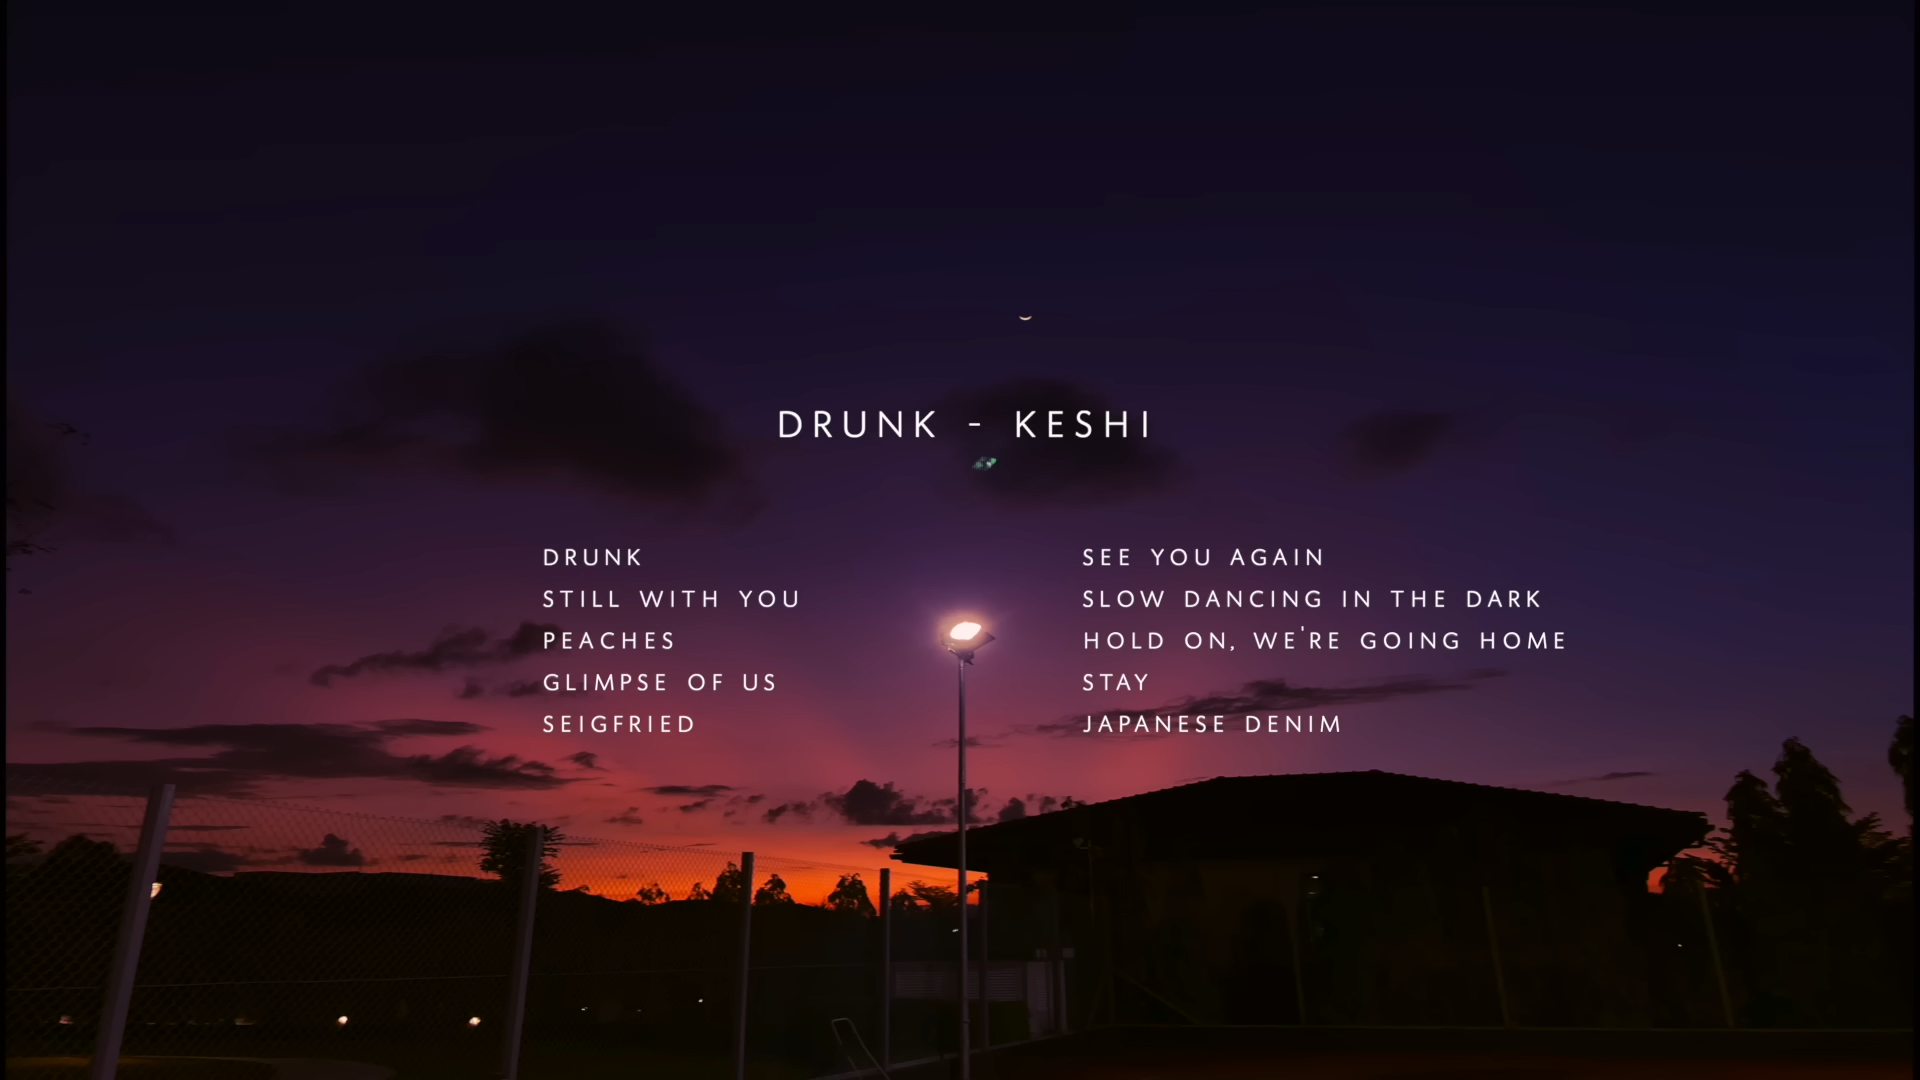 DRUNK - KESHI
DRUNK
STILL WITH YOU
PEACHES
GLIMPSE OF US
SEIGFRIED
SEE YOU AGAIN
SLOW DANCING IN THE DARK
HOLD ON, WE'RE GOING HOME
STAY
JAPANESE DENIM